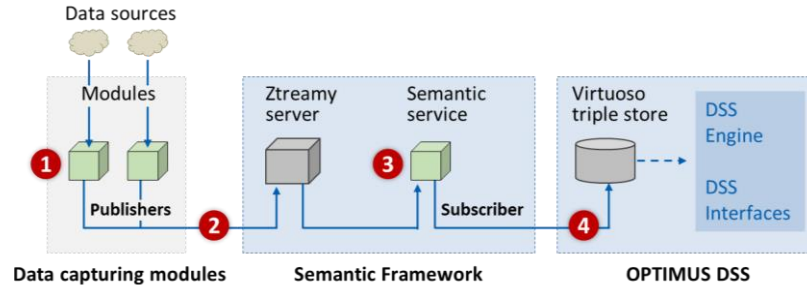 Data sources
Modules
Ztreamy
server
Semantic
service
Virtuoso
triple store
DSS
Engine
1
3
Publishers
2
Subscriber
4
DSS
Interfaces
Data capturing modules
Semantic Framework
OPTIMUS DSS